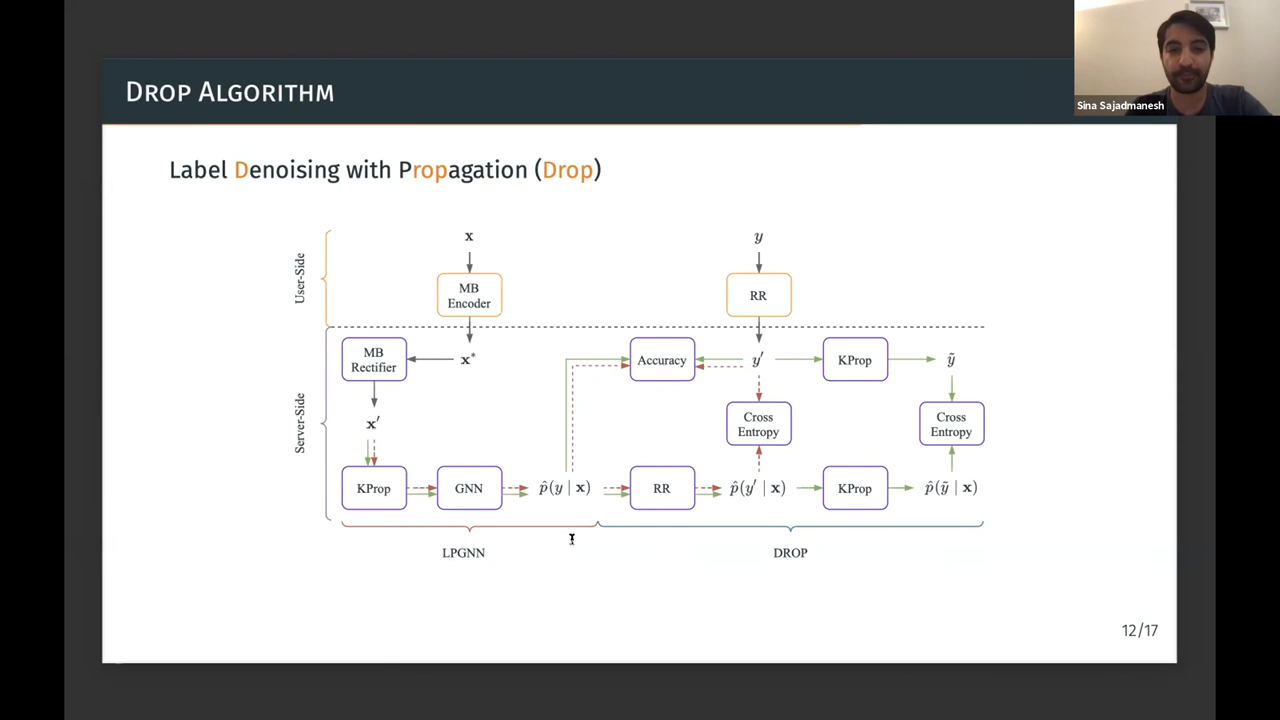 Sina Sajadmanesh
DROP ALGORITHM
Label Denoising with Propagation (Drop)
User-Side
x
y
MB
Encoder
RR
Server-Side
MB
Rectifier
x*
Accuracy
y′
KProp
ỹ
x′
Cross
Entropy
Cross
Entropy
KProp
GNN
p̂(y | x)
RR
p̂(y′ | x)
KProp
p̂(ỹ | x)
LPGNN
DROP
12/17